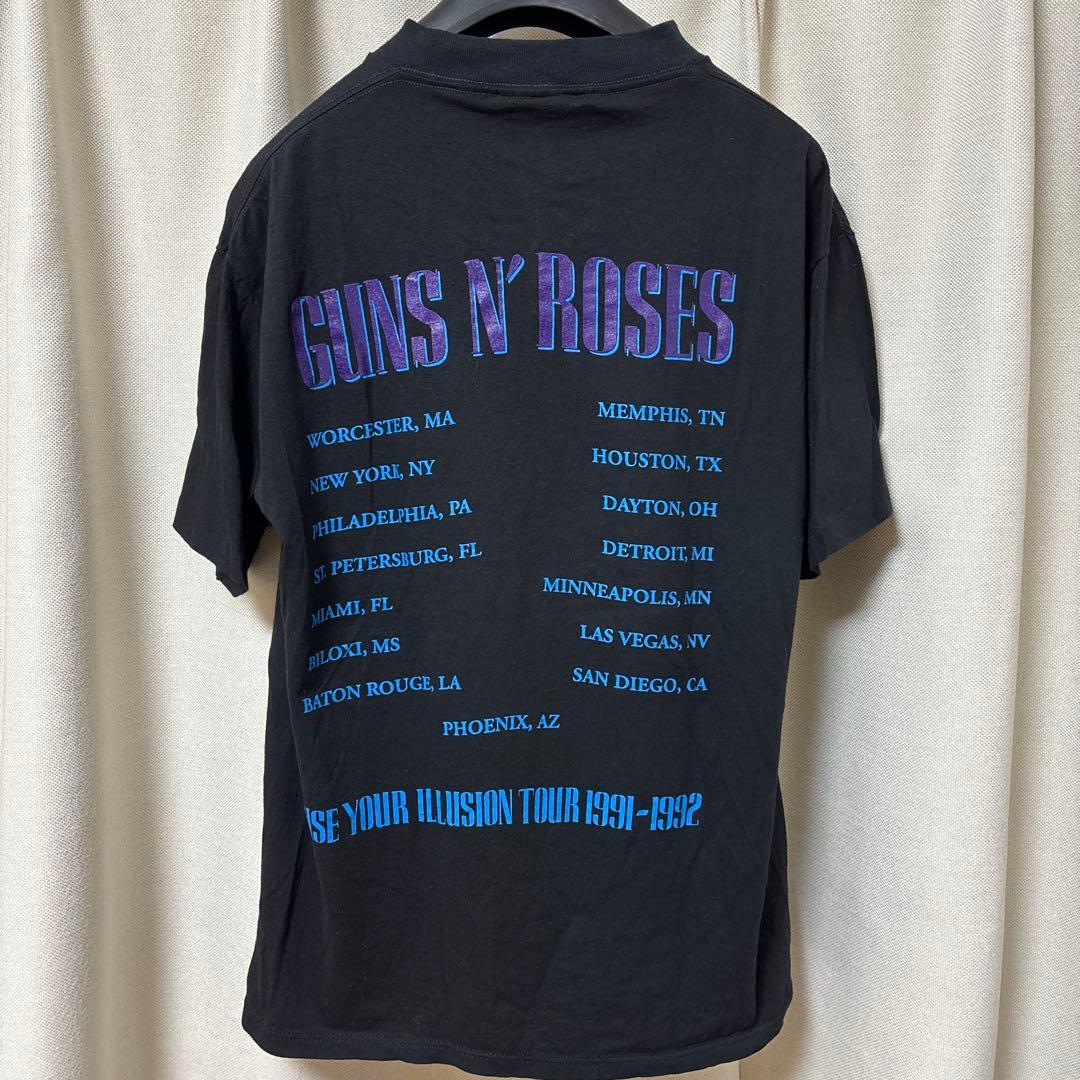 GUNS N' ROSES
WORCESTER, MA
NEW YORK, NY
PHILADELPHIA, PA
ST. PETERSBURG, FL
MIAMI, FL
BILOXI, MS
BATON ROUGE, LA
MEMPHIS, TN
HOUSTON, TX
DAYTON, OH
DETROIT, MI
MINNEAPOLIS, MN
LAS VEGAS, NV
SAN DIEGO, CA
PHOENIX, AZ
USE YOUR ILLUSION TOUR 1991-1992